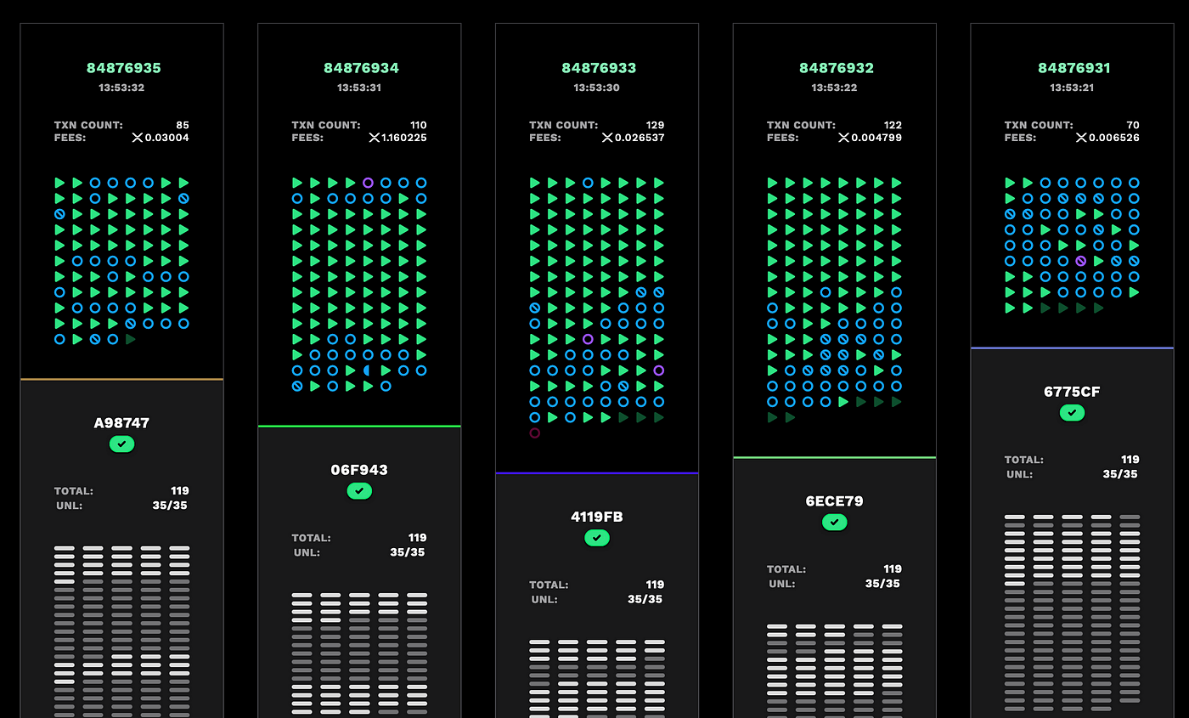 84876935
13:53:32
TXN COUNT: 85
FEES: 0.03004
A98747
TOTAL: 119
UNL: 35/35
84876934
13:53:31
TXN COUNT: 110
FEES: 1.160225
06F943
TOTAL: 119
UNL: 35/35
84876933
13:53:30
TXN COUNT: 129
FEES: 0.026537
4119FB
TOTAL: 119
UNL: 35/35
84876932
13:53:22
TXN COUNT: 122
FEES: 0.004799
6ECE79
TOTAL: 119
UNL: 35/35
84876931
13:53:21
TXN COUNT: 70
FEES: 0.006526
6775CF
TOTAL: 119
UNL: 35/35